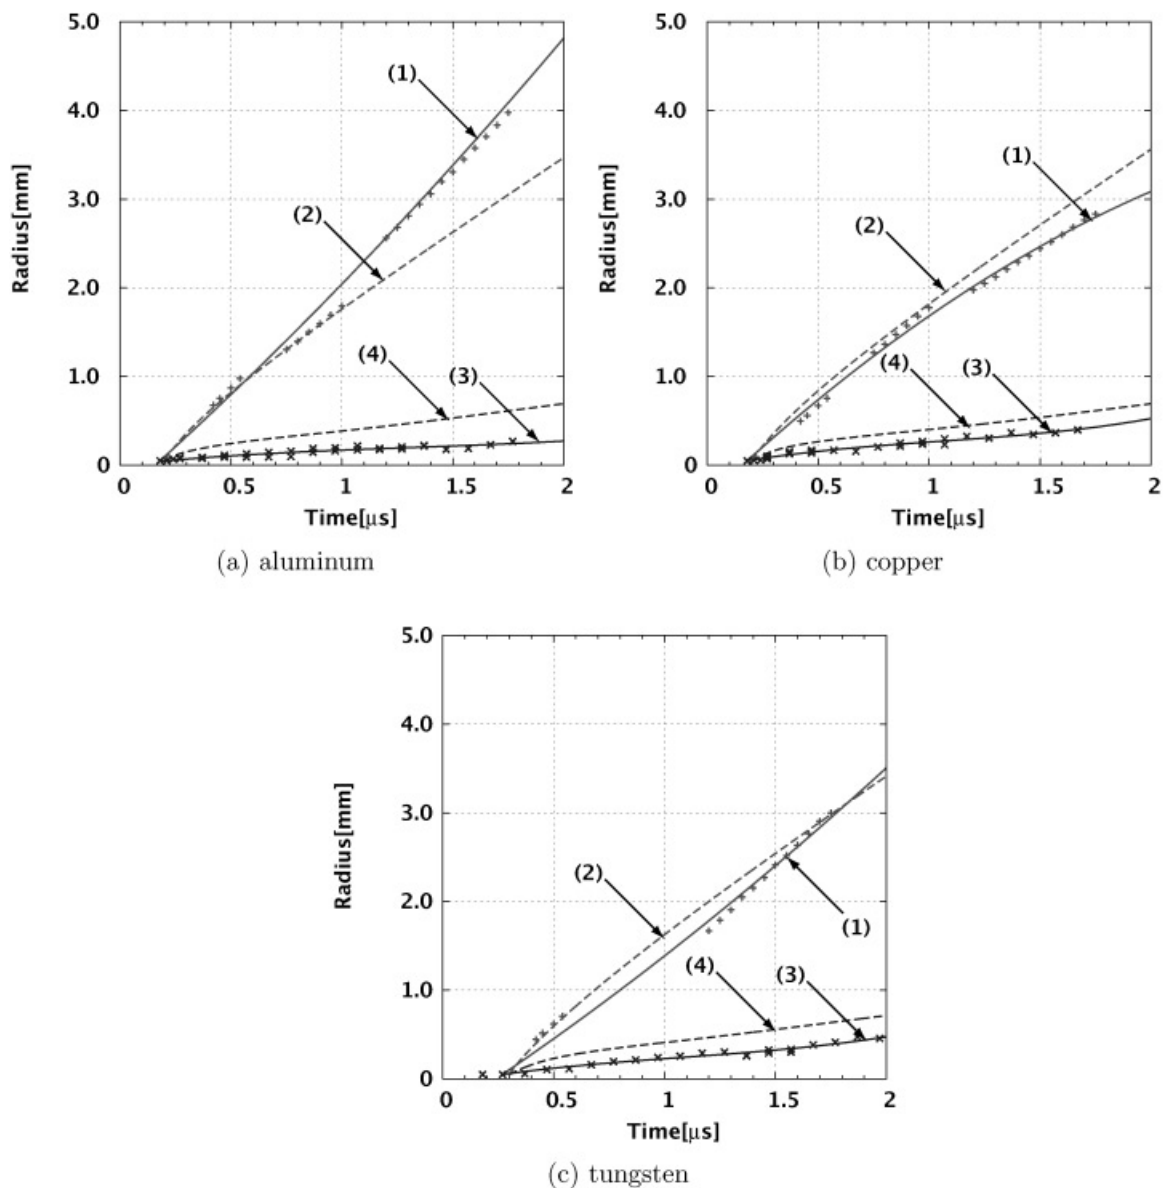 5.0 5.0
4.0 4.0
3.0 3.0
2.0 2.0
1.0 1.0
0 0
Radius[mm] Radius[mm]
(1) (1)
(2) (2)
(4) (3) (4) (3)
0 0.5 1 1.5 2 0 0.5 1 1.5 2
Time[μs] Time[μs]
(a) aluminum (b) copper
5.0
4.0
3.0
2.0
1.0
0
Radius[mm]
(2)
(1)
(4) (3)
0 0.5 1 1.5 2
Time[μs]
(c) tungsten